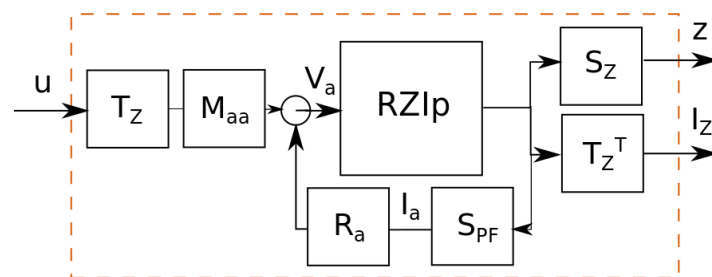 u
T_Z
M_aa
V_a
RZIp
S_Z
z
T_Z^T
I_Z
R_a
I_a
S_PF